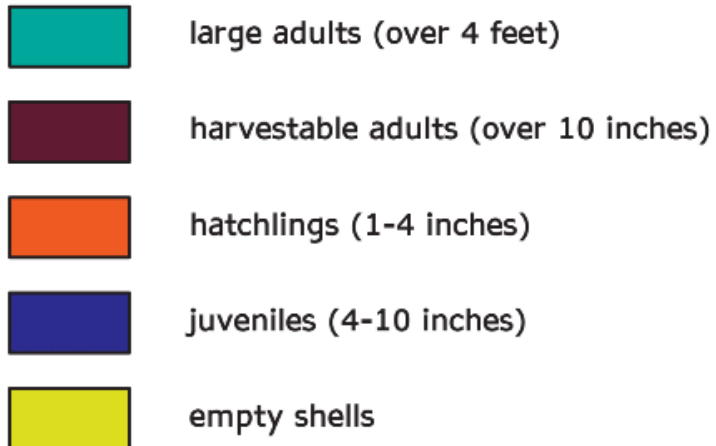 large adults (over 4 feet)
harvestable adults (over 10 inches)
hatchlings (1-4 inches)
juveniles (4-10 inches)
empty shells